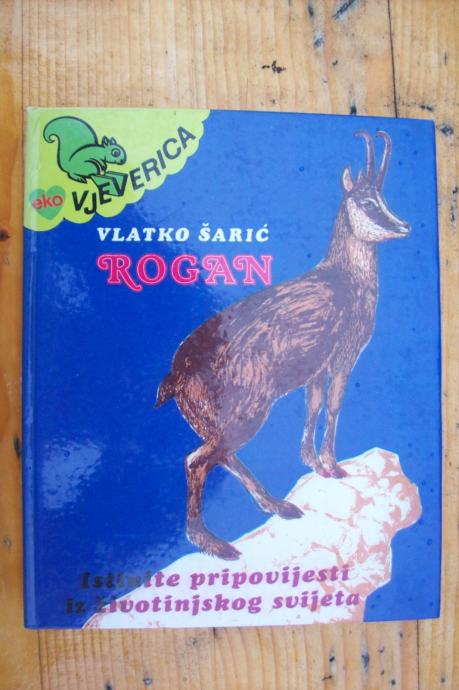 eko VJEVERICA
VLATKO ŠARIĆ
ROGAN
Istinite pripovijesti
iz životinjskog svijeta